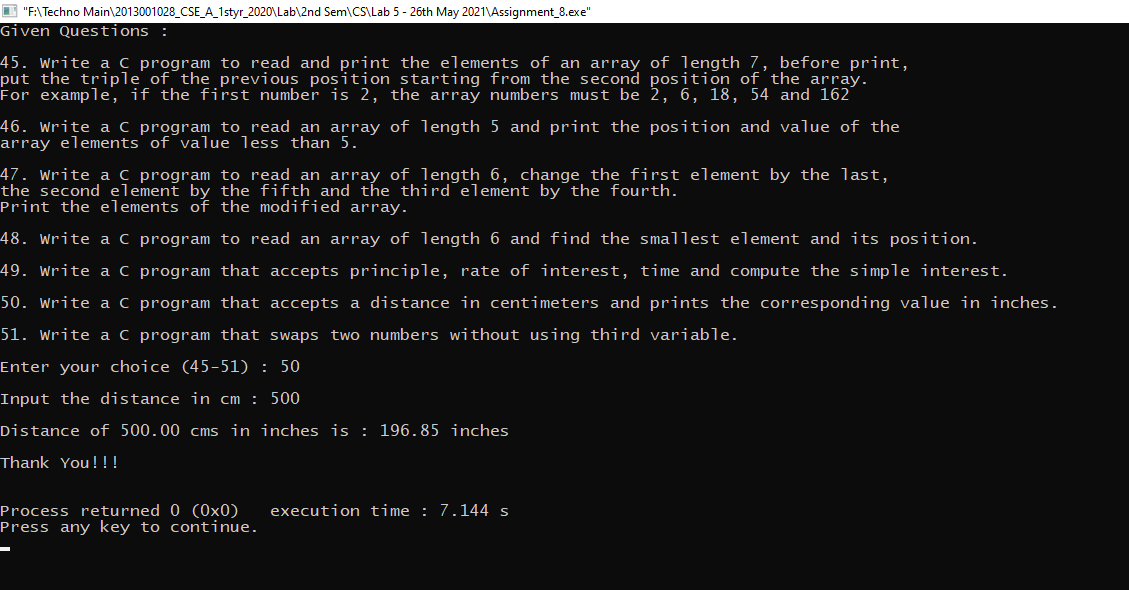 "F:\Techno Main\2013001028_CSE_A_1styr_2020\Lab\2nd Sem\CS\Lab 5 - 26th May 2021\Assignment_8.exe"
Given Questions :
45. Write a C program to read and print the elements of an array of length 7, before print,
put the triple of the previous position starting from the second position of the array.
For example, if the first number is 2, the array numbers must be 2, 6, 18, 54 and 162
46. Write a C program to read an array of length 5 and print the position and value of the
array elements of value less than 5.
47. Write a C program to read an array of length 6, change the first element by the last,
the second element by the fifth and the third element by the fourth.
Print the elements of the modified array.
48. Write a C program to read an array of length 6 and find the smallest element and its position.
49. Write a C program that accepts principle, rate of interest, time and compute the simple interest.
50. Write a C program that accepts a distance in centimeters and prints the corresponding value in inches.
51. Write a C program that swaps two numbers without using third variable.
Enter your choice (45-51) : 50
Input the distance in cm : 500
Distance of 500.00 cms in inches is : 196.85 inches
Thank You!!!
Process returned 0 (0x0)   execution time : 7.144 s
Press any key to continue.